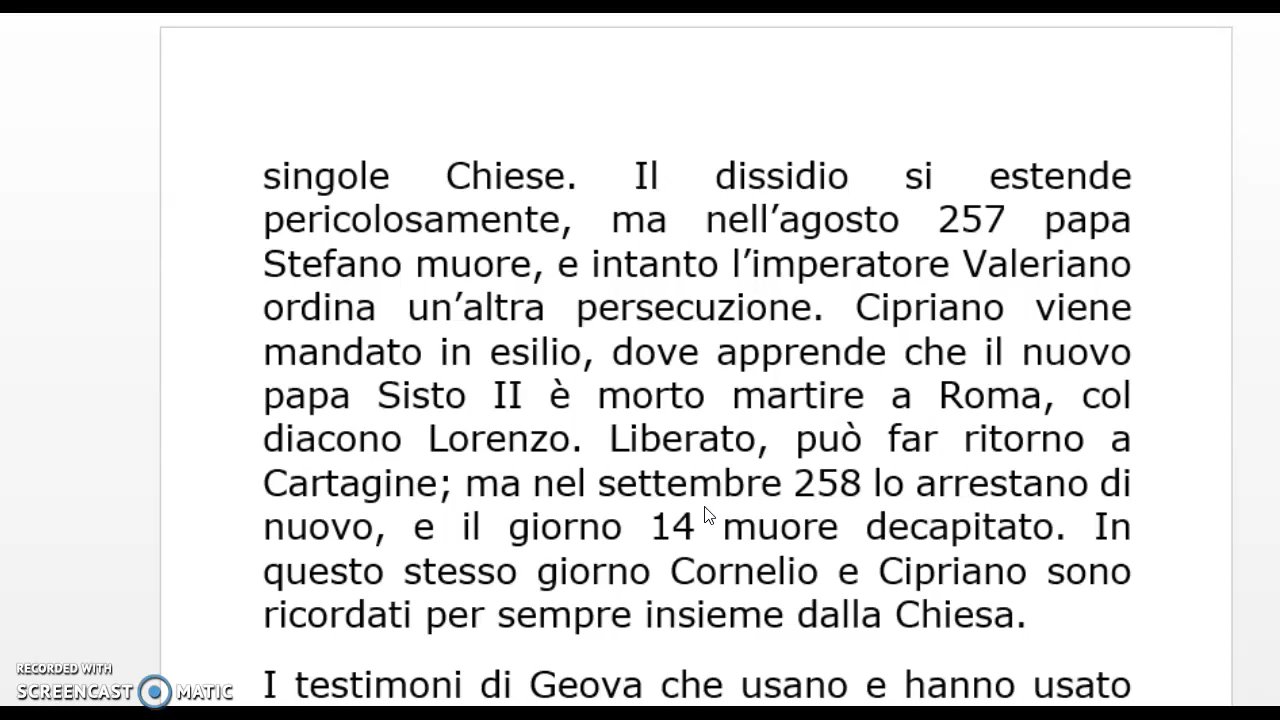 singole Chiese. Il dissidio si estende
pericolosamente, ma nell’agosto 257 papa
Stefano muore, e intanto l’imperatore Valeriano
ordina un’altra persecuzione. Cipriano viene
mandato in esilio, dove apprende che il nuovo
papa Sisto II è morto martire a Roma, col
diacono Lorenzo. Liberato, può far ritorno a
Cartagine; ma nel settembre 258 lo arrestano di
nuovo, e il giorno 14 muore decapitato. In
questo stesso giorno Cornelio e Cipriano sono
ricordati per sempre insieme dalla Chiesa.
I testimoni di Geova che usano e hanno usato
RECORDED WITH
SCREENCAST MATIC